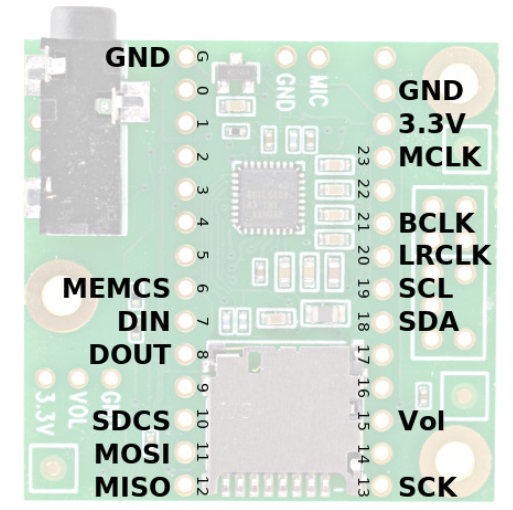 GND G GND MIC
0 GND
1 3.3V
2 23 MCLK
3 22
4 21 BCLK
5 20 LRCLK
MEMCS 6 19 SCL
DIN 7 18 SDA
DOUT 8 17
9 16
3.3V VOL
SDCS 10 15 Vol
MOSI 11 14
MISO 12 13 SCK